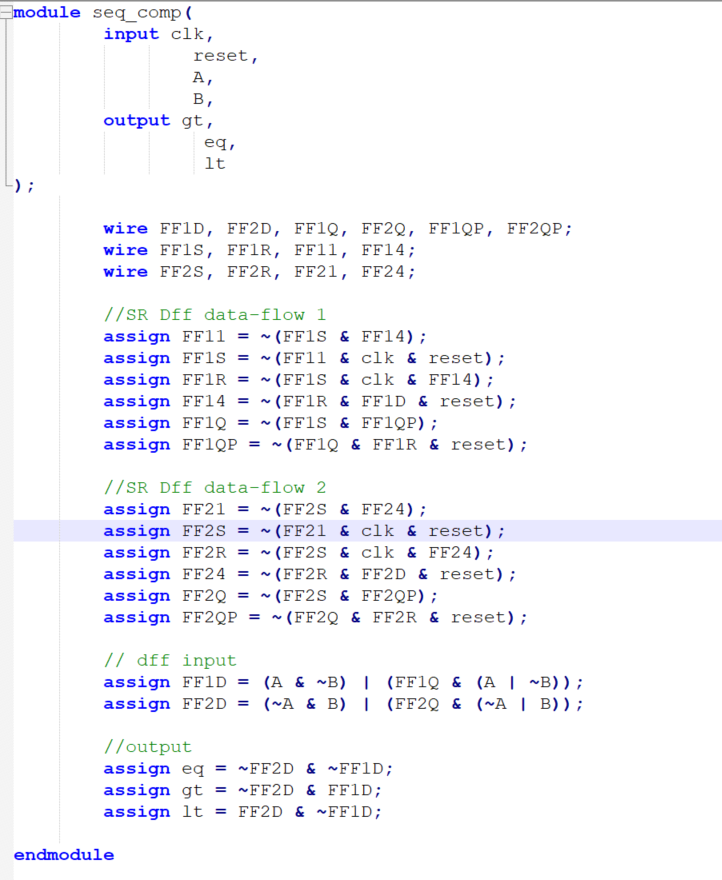 module seq_comp(
input clk,
reset,
A,
B,
output gt,
eq,
lt
);
wire FF1D, FF2D, FF1Q, FF2Q, FF1QP, FF2QP;
wire FF1S, FF1R, FF11, FF14;
wire FF2S, FF2R, FF21, FF24;
//SR Dff data-flow 1
assign FF11 = ~(FF1S & FF14);
assign FF1S = ~(FF11 & clk & reset);
assign FF1R = ~(FF1S & clk & FF14);
assign FF14 = ~(FF1R & FF1D & reset);
assign FF1Q = ~(FF1S & FF1QP);
assign FF1QP = ~(FF1Q & FF1R & reset);
//SR Dff data-flow 2
assign FF21 = ~(FF2S & FF24);
assign FF2S = ~(FF21 & clk & reset);
assign FF2R = ~(FF2S & clk & FF24);
assign FF24 = ~(FF2R & FF2D & reset);
assign FF2Q = ~(FF2S & FF2QP);
assign FF2QP = ~(FF2Q & FF2R & reset);
// dff input
assign FF1D = (A & ~B) | (FF1Q & (A | ~B));
assign FF2D = (~A & B) | (FF2Q & (~A | B));
//output
assign eq = ~FF2D & ~FF1D;
assign gt = ~FF2D & FF1D;
assign lt = FF2D & ~FF1D;
endmodule